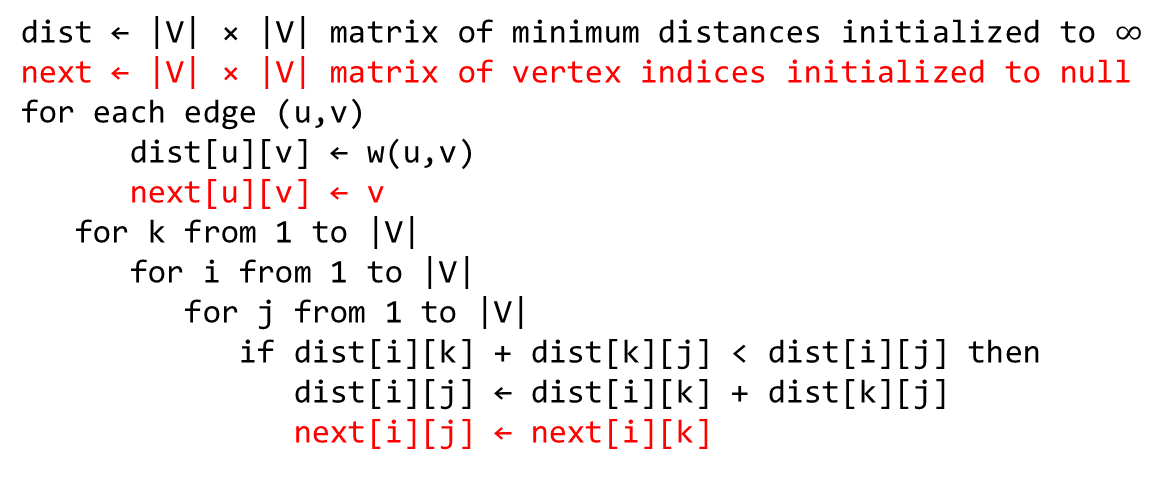 dist ← |V| × |V| matrix of minimum distances initialized to ∞
next ← |V| × |V| matrix of vertex indices initialized to null
for each edge (u,v)
      dist[u][v] ← w(u,v)
      next[u][v] ← v
   for k from 1 to |V|
      for i from 1 to |V|
         for j from 1 to |V|
            if dist[i][k] + dist[k][j] < dist[i][j] then
               dist[i][j] ← dist[i][k] + dist[k][j]
               next[i][j] ← next[i][k]